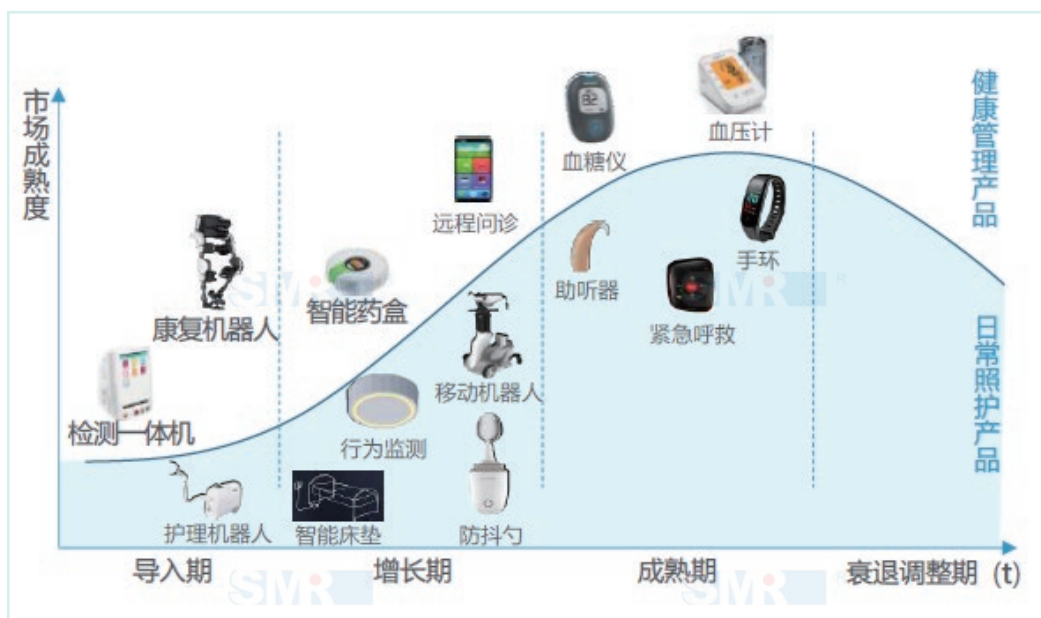 市场成熟度
健康管理产品
日常照护产品
血压计
血糖仪
远程问诊
手环
助听器
智能药盒
康复机器人
紧急呼救
移动机器人
检测一体机
行为监测
护理机器人
智能床垫
防抖勺
导入期
增长期
成熟期
衰退调整期 (t)
SMR
®
SMR
®
SMR
®
SMR
®